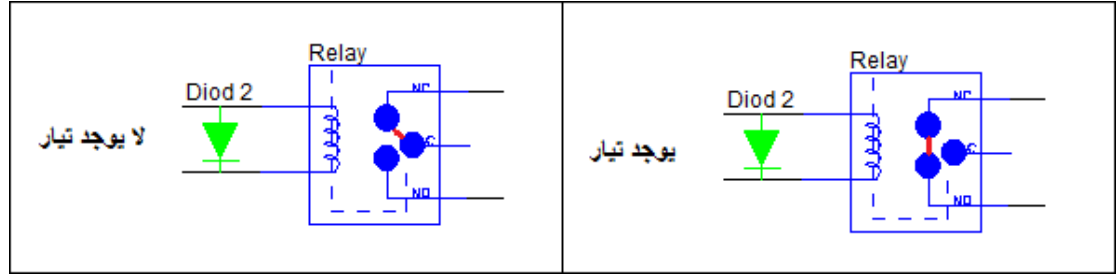 Relay
Diod 2
NC
لا يوجد تيار
C
NO
Relay
Diod 2
NC
يوجد تيار
C
NO